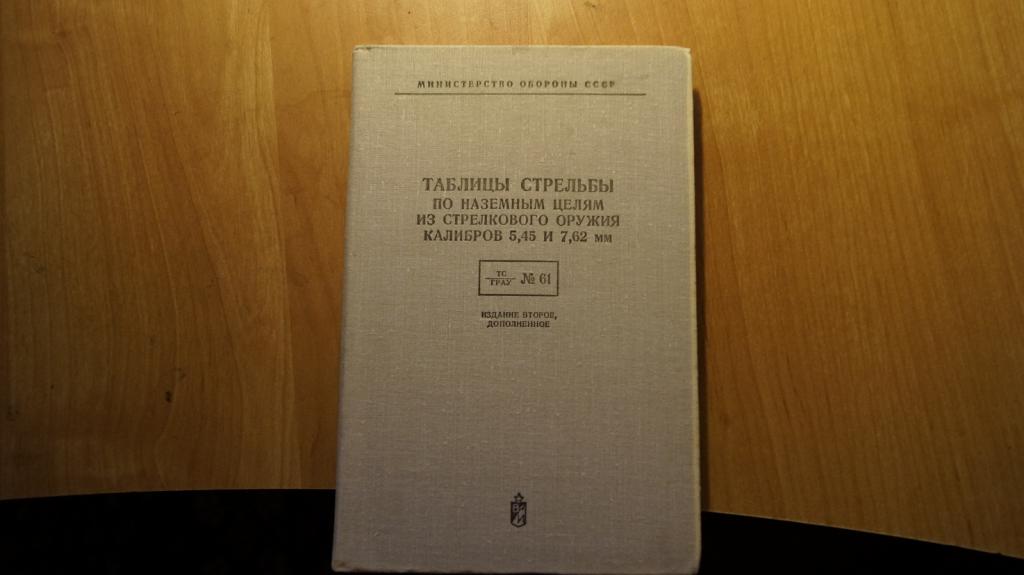 МИНИСТЕРСТВО ОБОРОНЫ СССР
ТАБЛИЦЫ СТРЕЛЬБЫ
ПО НАЗЕМНЫМ ЦЕЛЯМ
ИЗ СТРЕЛКОВОГО ОРУЖИЯ
КАЛИБРОВ 5,45 И 7,62 мм
ТС
ГРАУ № 61
ИЗДАНИЕ ВТОРОЕ,
ДОПОЛНЕННОЕ